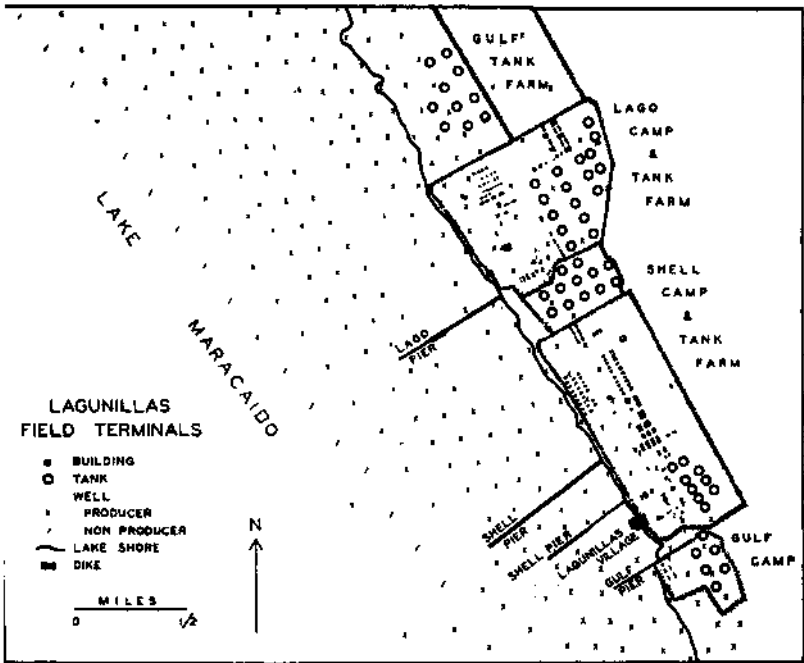 GULF
TANK
FARM
LAGO
CAMP
&
TANK
FARM
SHELL
CAMP
&
TANK
FARM
LAKE
MARACAIDO
LAGO
PIER
LAGUNILLAS
FIELD TERMINALS
BUILDING
TANK
WELL
PRODUCER
NON PRODUCER
LAKE SHORE
DIKE
MILES
0 1/2
N
SHELL
PIER
SHELL PIER
LAGUNILLAS
VILLAGE
GULF
PIER
GULF
CAMP